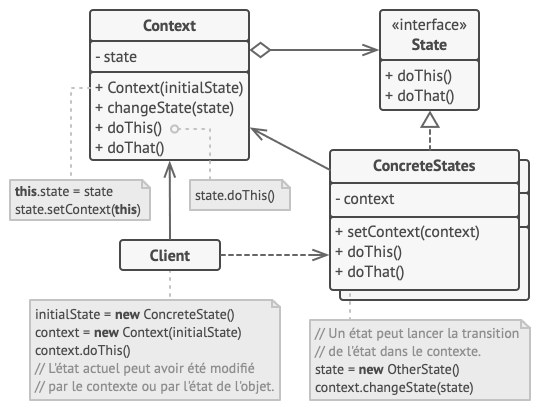 Context
- state
+ Context(initialState)
+ changeState(state)
+ doThis()
+ doThat()
«interface»
State
+ doThis()
+ doThat()
this.state = state
state.setContext(this)
state.doThis()
ConcreteStates
- context
+ setContext(context)
+ doThis()
+ doThat()
Client
initialState = new ConcreteState()
context = new Context(initialState)
context.doThis()
// L'état actuel peut avoir été modifié
// par le contexte ou par l'état de l'objet.
// Un état peut lancer la transition
// de l'état dans le contexte.
state = new OtherState()
context.changeState(state)